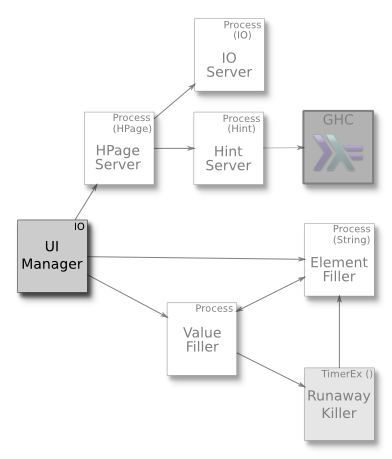 Process
(IO)
IO
Server
Process
(HPage)
HPage
Server
Process
(Hint)
Hint
Server
GHC
IO
UI
Manager
Process
(String)
Element
Filler
Process
Value
Filler
TimerEx ()
Runaway
Killer